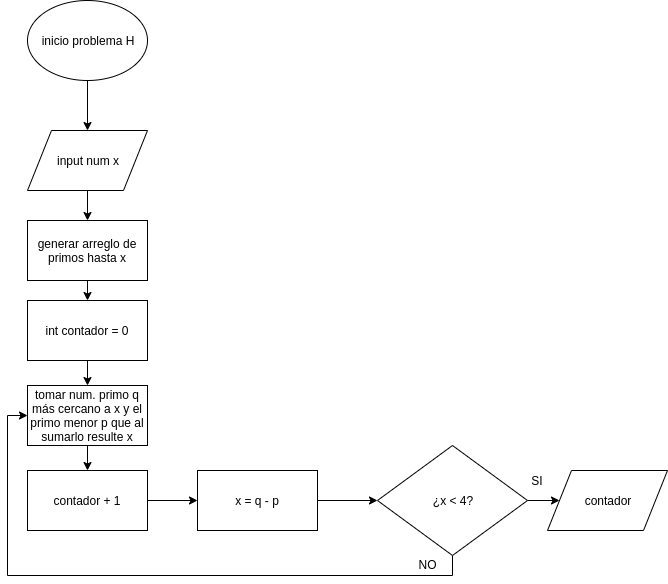 inicio problema H
input num x
generar arreglo de
primos hasta x
int contador = 0
tomar num. primo q
más cercano a x y el
primo menor p que al
sumarlo resulte x
contador + 1
x = q - p
¿x < 4?
SI
contador
NO